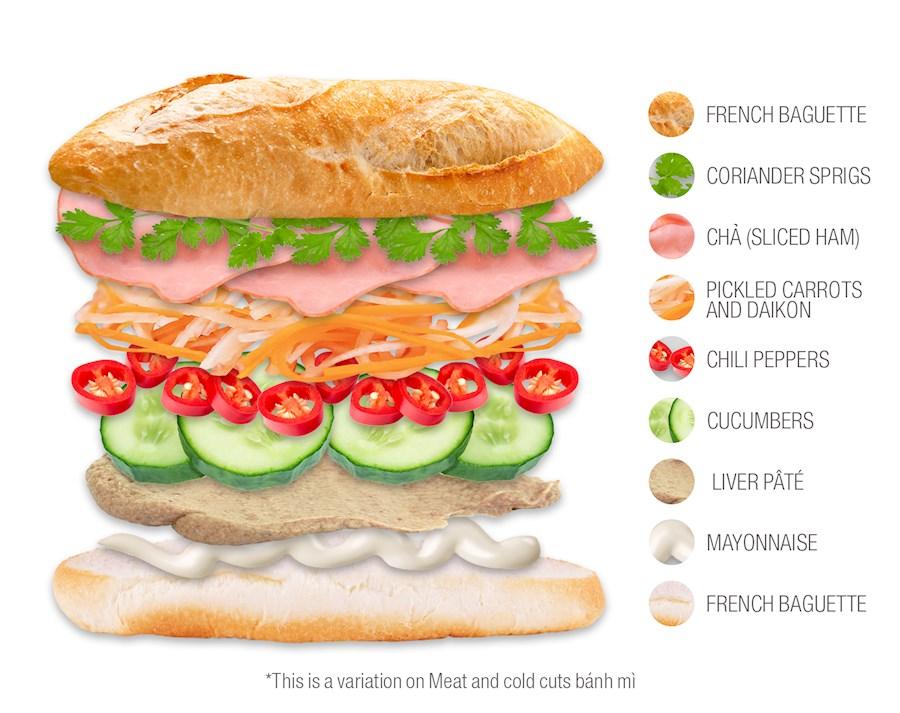 FRENCH BAGUETTE
CORIANDER SPRIGS
CHẢ (SLICED HAM)
PICKLED CARROTS
AND DAIKON
CHILI PEPPERS
CUCUMBERS
LIVER PÂTÉ
MAYONNAISE
FRENCH BAGUETTE
*This is a variation on Meat and cold cuts bánh mì